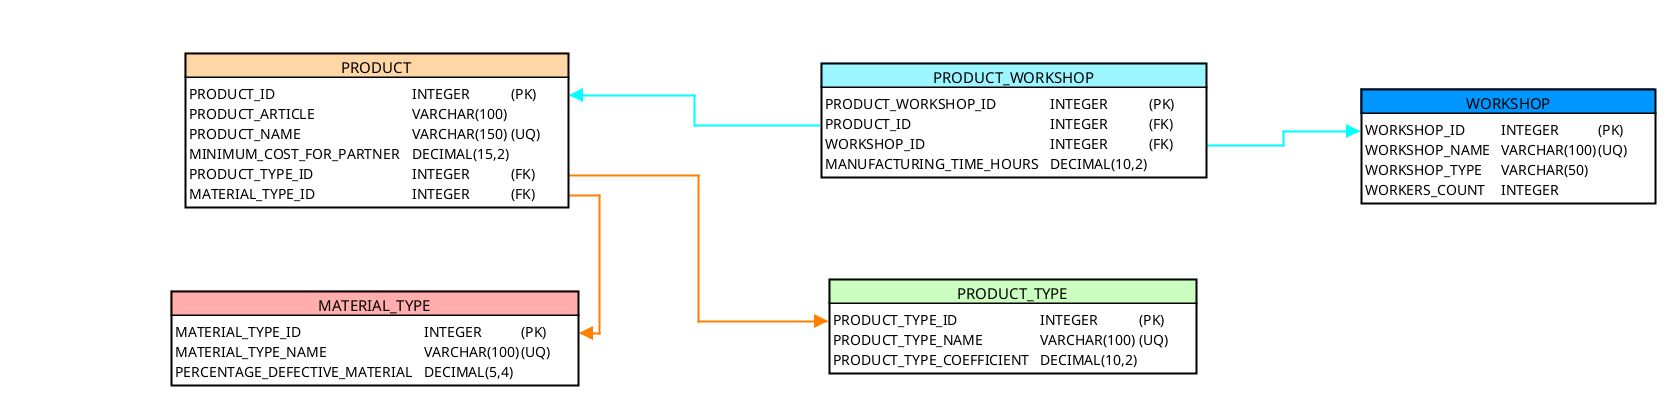 PRODUCT
PRODUCT_ID INTEGER (PK)
PRODUCT_ARTICLE VARCHAR(100)
PRODUCT_NAME VARCHAR(150) (UQ)
MINIMUM_COST_FOR_PARTNER DECIMAL(15,2)
PRODUCT_TYPE_ID INTEGER (FK)
MATERIAL_TYPE_ID INTEGER (FK)
PRODUCT_WORKSHOP
PRODUCT_WORKSHOP_ID INTEGER (PK)
PRODUCT_ID INTEGER (FK)
WORKSHOP_ID INTEGER (FK)
MANUFACTURING_TIME_HOURS DECIMAL(10,2)
WORKSHOP
WORKSHOP_ID INTEGER (PK)
WORKSHOP_NAME VARCHAR(100) (UQ)
WORKSHOP_TYPE VARCHAR(50)
WORKERS_COUNT INTEGER
MATERIAL_TYPE
MATERIAL_TYPE_ID INTEGER (PK)
MATERIAL_TYPE_NAME VARCHAR(100) (UQ)
PERCENTAGE_DEFECTIVE_MATERIAL DECIMAL(5,4)
PRODUCT_TYPE
PRODUCT_TYPE_ID INTEGER (PK)
PRODUCT_TYPE_NAME VARCHAR(100) (UQ)
PRODUCT_TYPE_COEFFICIENT DECIMAL(10,2)